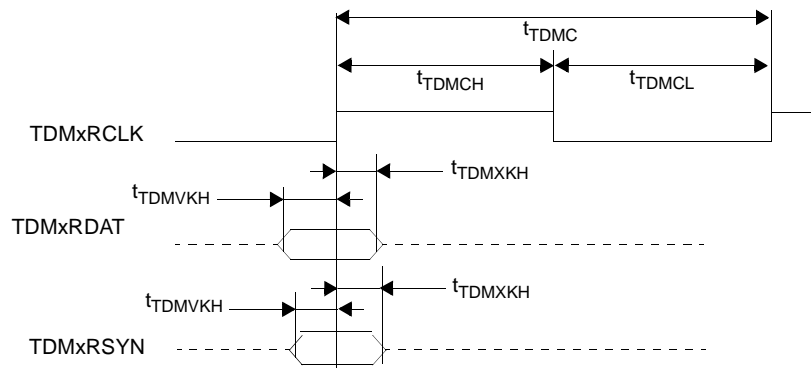 tTDMC
tTDMCH
tTDMCL
TDMxRCLK
tTDMXKH
tTDMVKH
TDMxRDAT
tTDMXKH
tTDMVKH
TDMxRSYN